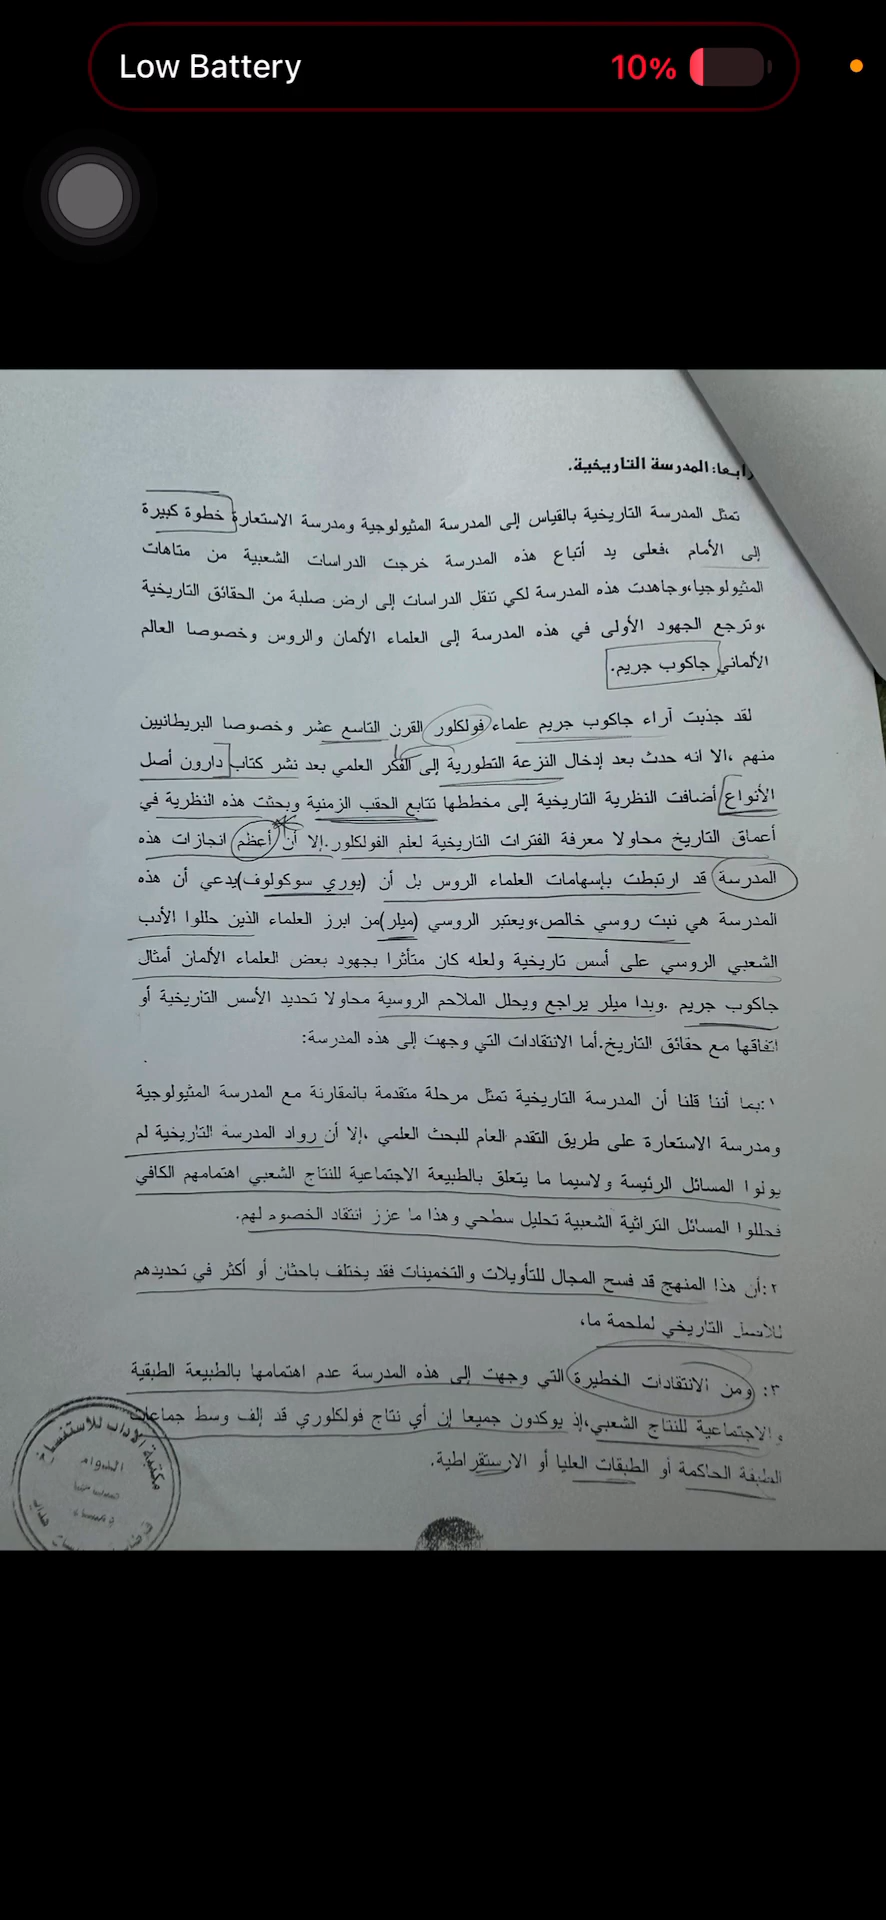 Low Battery
10%
رابعا: المدرسة التاريخية.
تمثل المدرسة التاريخية بالقياس إلى المدرسة المثيولوجية ومدرسة الاستعارة خطوة كبيرة
إلى الأمام ،فعلى يد أتباع هذه المدرسة خرجت الدراسات الشعبية من متاهات
المثيولوجيا،وجاهدت هذه المدرسة لكي تنقل الدراسات إلى ارض صلبة من الحقائق التاريخية
،وترجع الجهود الأولى في هذه المدرسة إلى العلماء الألمان والروس وخصوصا العالم
الألماني جاكوب جريم.
لقد جذبت آراء جاكوب جريم علماء فولكلور القرن التاسع عشر وخصوصا البريطانيين
منهم ،الا انه حدث بعد إدخال النزعة التطورية إلى الفكر العلمي بعد نشر كتاب دارون أصل
الأنواع أضافت النظرية التاريخية إلى مخططها تتابع الحقب الزمنية وبحثت هذه النظرية في
أعماق التاريخ محاولا معرفة الفترات التاريخية لعلم الفولكلور.إلا أن أعظم انجازات هذه
المدرسة قد ارتبطت بإسهامات العلماء الروس بل أن (يوري سوكولوف)يدعي أن هذه
المدرسة هي نبت روسي خالص،ويعتبر الروسي (ميلر)من ابرز العلماء الذين حللوا الأدب
الشعبي الروسي على أسس تاريخية ولعله كان متأثرا بجهود بعض العلماء الألمان أمثال
جاكوب جريم .وبدا ميلر يراجع ويحلل الملاحم الروسية محاولا تحديد الأسس التاريخية أو
اتفاقها مع حقائق التاريخ.أما الانتقادات التي وجهت إلى هذه المدرسة:
١:بما أننا قلنا أن المدرسة التاريخية تمثل مرحلة متقدمة بالمقارنة مع المدرسة المثيولوجية
ومدرسة الاستعارة على طريق التقدم العام للبحث العلمي ،إلا أن رواد المدرسة التاريخية لم
يولوا المسائل الرئيسة ولاسيما ما يتعلق بالطبيعة الاجتماعية للنتاج الشعبي اهتمامهم الكافي
فحللوا المسائل التراثية الشعبية تحليل سطحي وهذا ما عزز انتقاد الخصوم لهم.
٢:أن هذا المنهج قد فسح المجال للتأويلات والتخمينات فقد يختلف باحثان أو أكثر في تحديدهم
للأصل التاريخي لملحمة ما،
٣: ومن الانتقادات الخطيرة التي وجهت إلى هذه المدرسة عدم اهتمامها بالطبيعة الطبقية
والاجتماعية للنتاج الشعبي،إذ يوكدون جميعا إن أي نتاج فولكلوري قد إلف وسط جماعات
الطبقة الحاكمة أو الطبقات العليا أو الارستقراطية.
مكتبة الاداب للاستنساخ